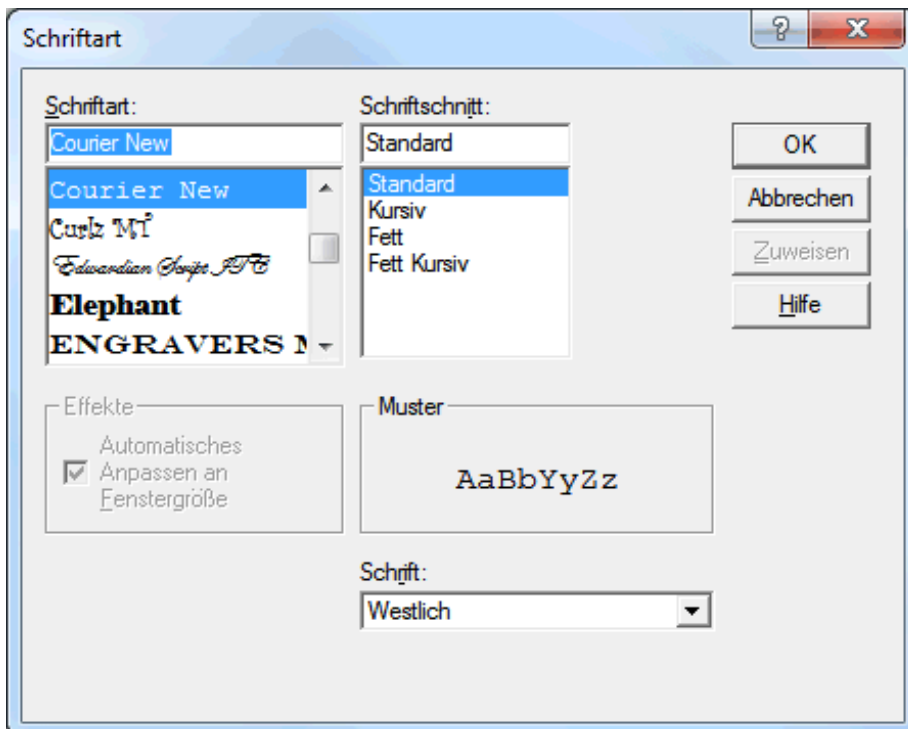 Schriftart
?
Schriftart:
Courier New
Courier New
Curlz MT
Edwardian Script ITC
Elephant
ENGRAVERS M
Schriftschnitt:
Standard
Standard
Kursiv
Fett
Fett Kursiv
OK
Abbrechen
Zuweisen
Hilfe
Effekte
Automatisches
Anpassen an
Fenstergröße
Muster
AaBbYyZz
Schrift:
Westlich